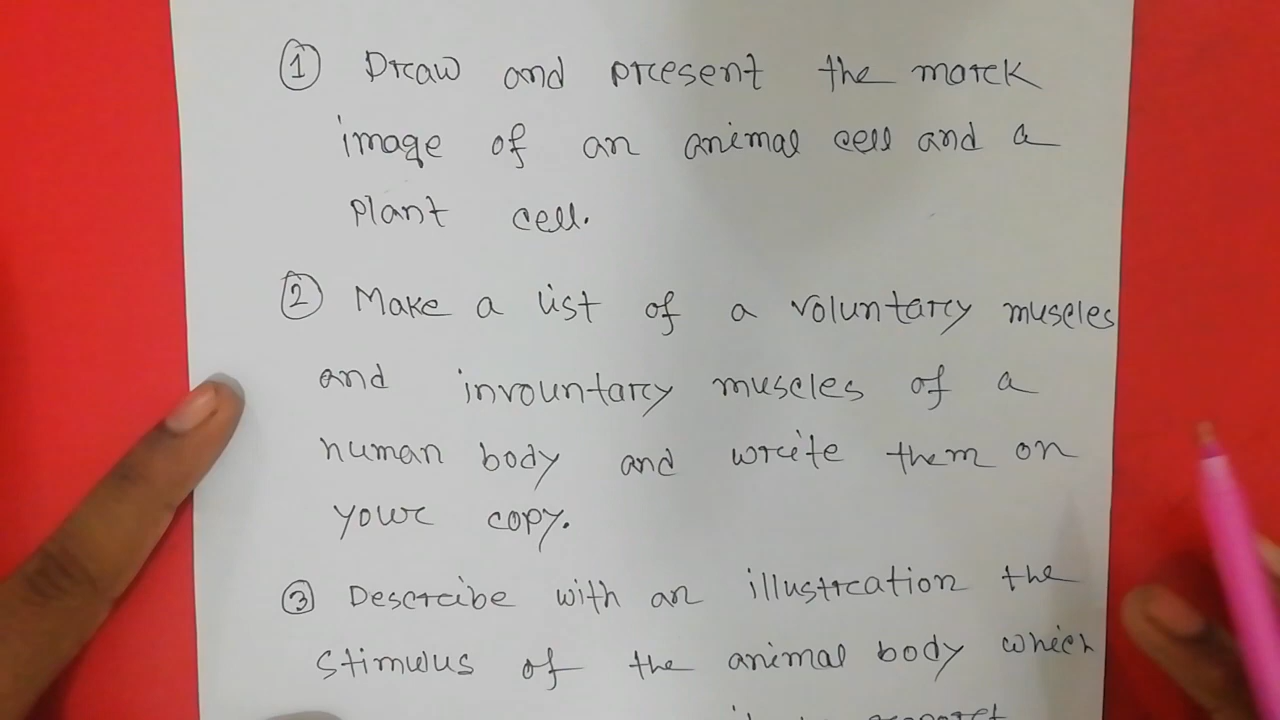 ① Draw and present the mark
image of an animal cell and a
plant cell.
② Make a list of a voluntary muscles
and invountary muscles of a
human body and write them on
your copy.
③ Describe with an illustration the
stimulus of the animal body which